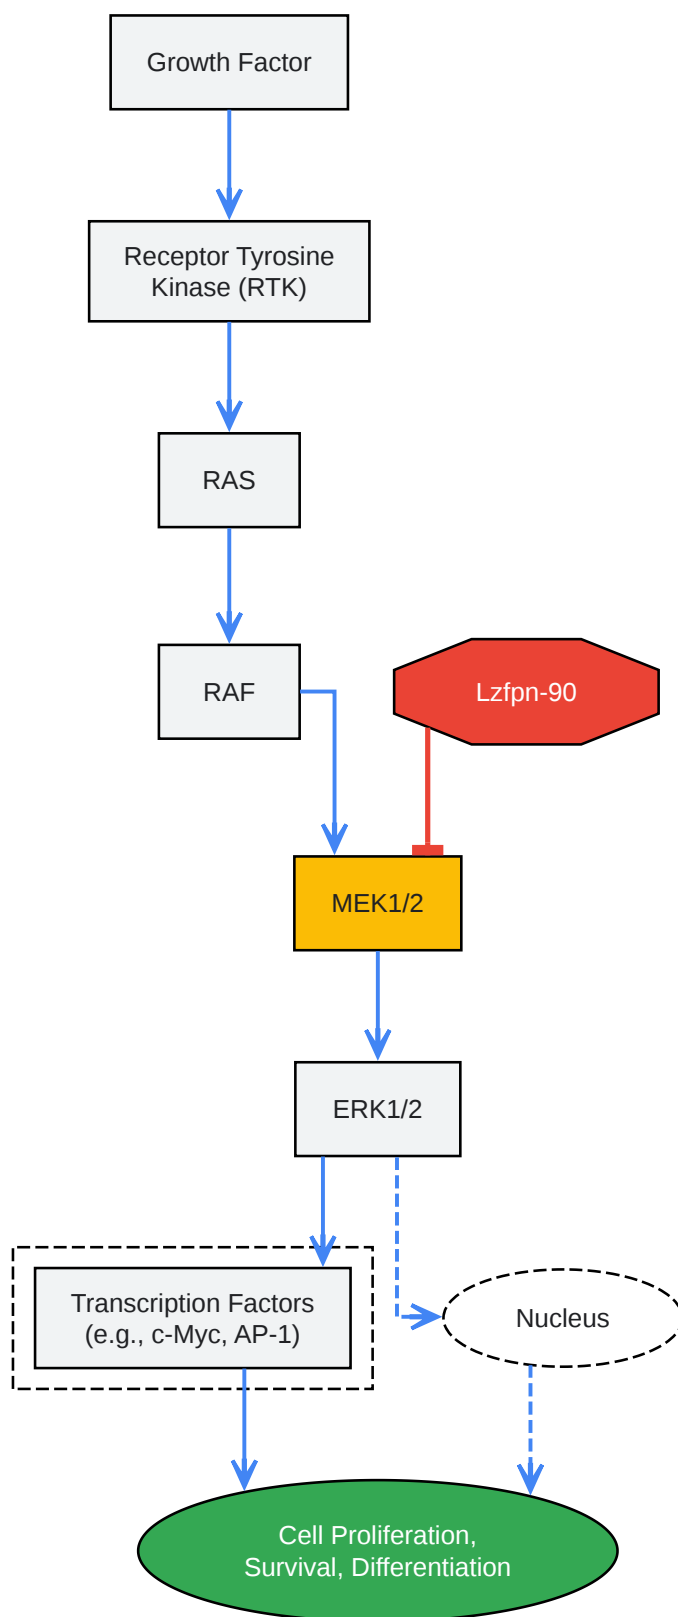 Growth Factor
Receptor Tyrosine
Kinase (RTK)
RAS
RAF
Lzfpn-90
MEK1/2
ERK1/2
Transcription Factors
(e.g., c-Myc, AP-1)
Nucleus
Cell Proliferation,
Survival, Differentiation